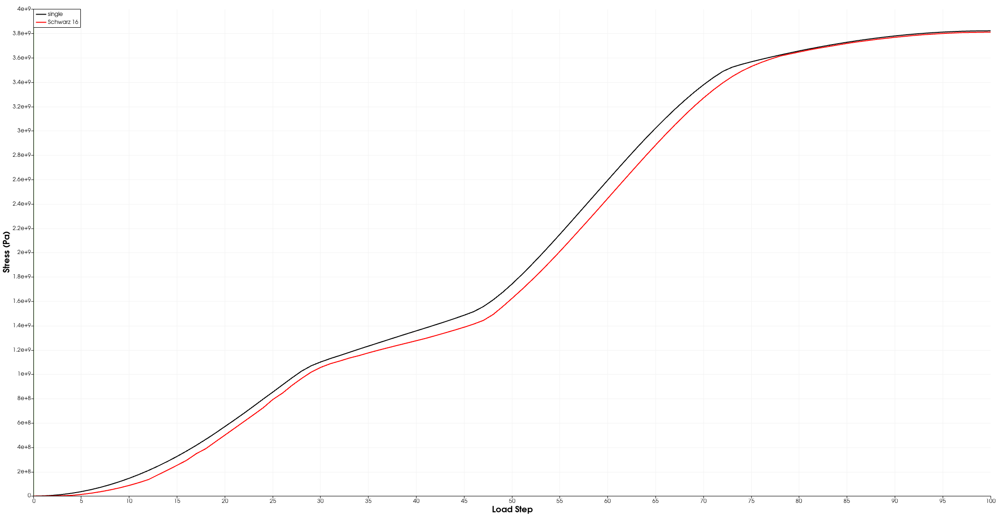 4e+9
single
Schwarz 16
3.8e+9
3.6e+9
3.4e+9
3.2e+9
3e+9
2.8e+9
2.6e+9
2.4e+9
2.2e+9
2e+9
1.8e+9
1.6e+9
1.4e+9
1.2e+9
1e+9
8e+8
6e+8
4e+8
2e+8
0
Stress (Pa)
0 5 10 15 20 25 30 35 40 45 50 55 60 65 70 75 80 85 90 95 100
Load Step